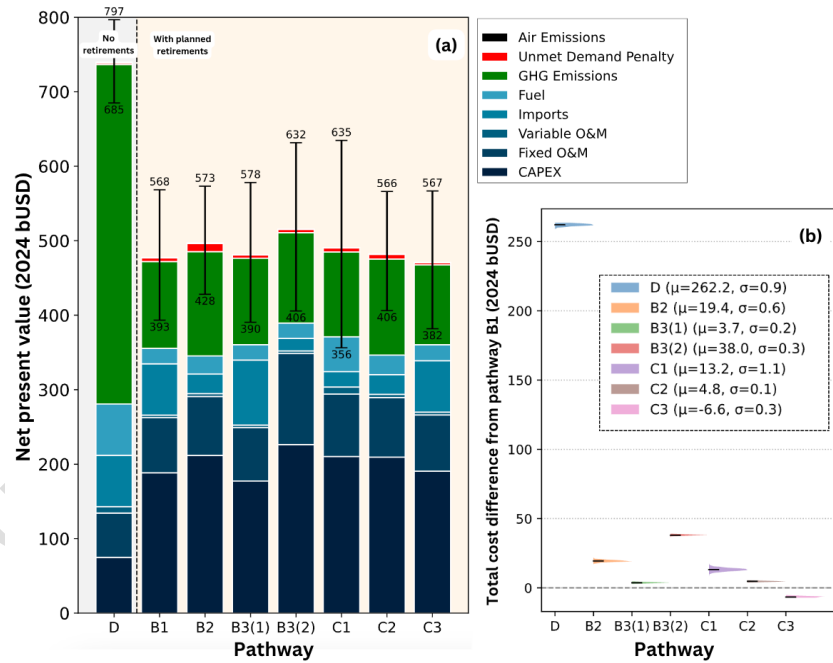 800
700
600
500
400
300
200
100
0
Net present value (2024 bUSD)
No
retirements
With planned
retirements
(a)
797
685
568
393
573
428
578
390
632
406
635
356
566
406
567
382
D B1 B2 B3(1) B3(2) C1 C2 C3
Pathway
Air Emissions
Unmet Demand Penalty
GHG Emissions
Fuel
Imports
Variable O&M
Fixed O&M
CAPEX
(b)
Total cost difference from pathway B1 (2024 bUSD)
250
200
150
100
50
0
D (μ=262.2, σ=0.9)
B2 (μ=19.4, σ=0.6)
B3(1) (μ=3.7, σ=0.2)
B3(2) (μ=38.0, σ=0.3)
C1 (μ=13.2, σ=1.1)
C2 (μ=4.8, σ=0.1)
C3 (μ=-6.6, σ=0.3)
D B2 B3(1) B3(2) C1 C2 C3
Pathway